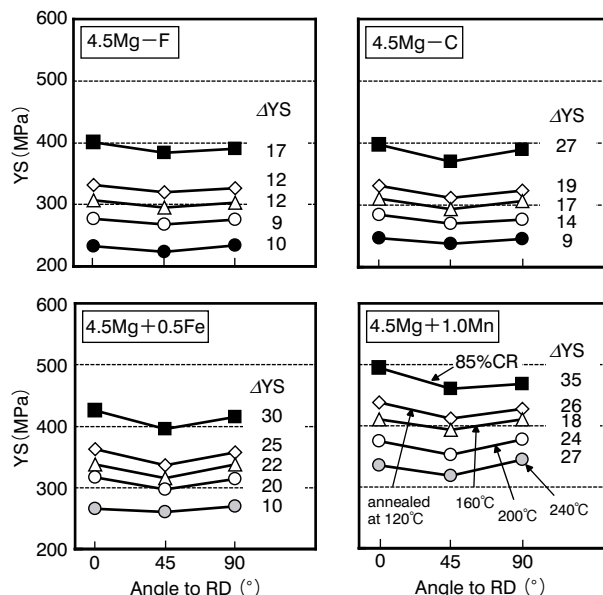 600
4.5Mg−F
4.5Mg−C
500
ΔYS
ΔYS
YS(MPa)
400
17
27
12
19
300
12
17
9
14
10
9
200
600
4.5Mg+0.5Fe
4.5Mg+1.0Mn
ΔYS
500
85%CR
ΔYS
35
YS(MPa)
400
30
26
18
25
24
22
27
300
20
10
annealed
at 120℃
160℃
200℃
240℃
200
0 45 90
0 45 90
Angle to RD (°)
Angle to RD (°)